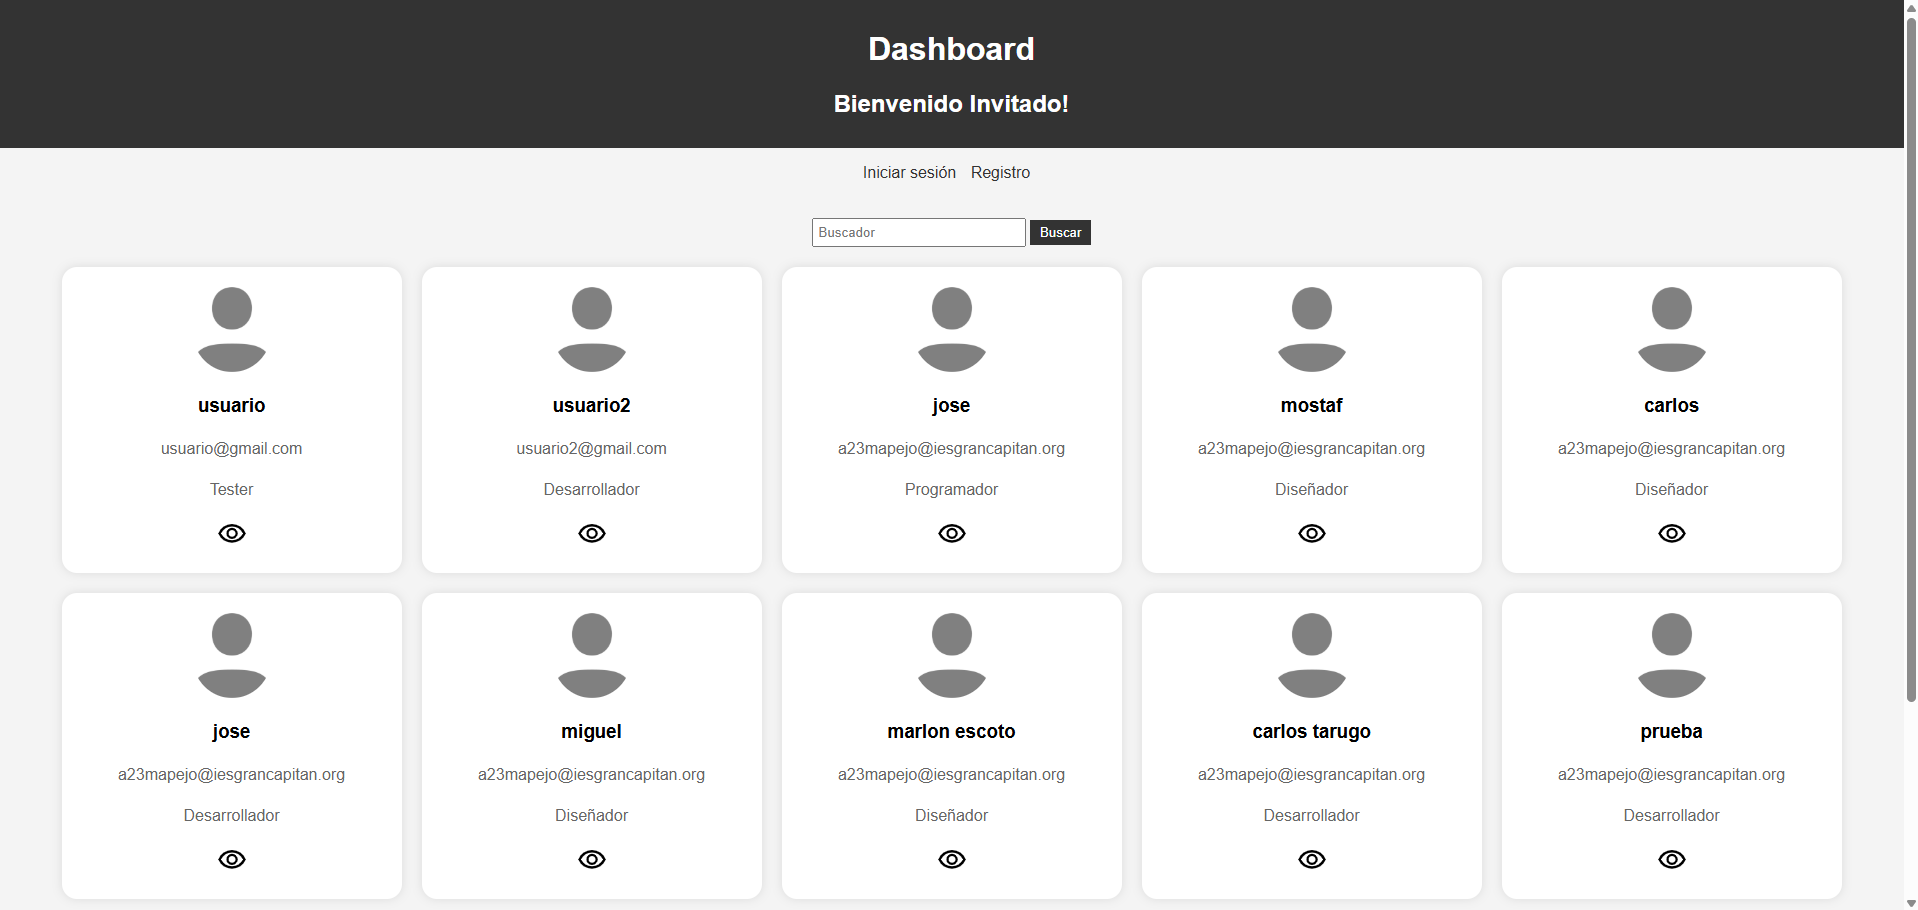 Dashboard
Bienvenido Invitado!
Iniciar sesión Registro
Buscador Buscar
usuario
usuario@gmail.com
Tester
usuario2
usuario2@gmail.com
Desarrollador
jose
a23mapejo@iesgrancapitan.org
Programador
mostaf
a23mapejo@iesgrancapitan.org
Diseñador
carlos
a23mapejo@iesgrancapitan.org
Diseñador
jose
a23mapejo@iesgrancapitan.org
Desarrollador
miguel
a23mapejo@iesgrancapitan.org
Diseñador
marlon escoto
a23mapejo@iesgrancapitan.org
Diseñador
carlos tarugo
a23mapejo@iesgrancapitan.org
Desarrollador
prueba
a23mapejo@iesgrancapitan.org
Desarrollador